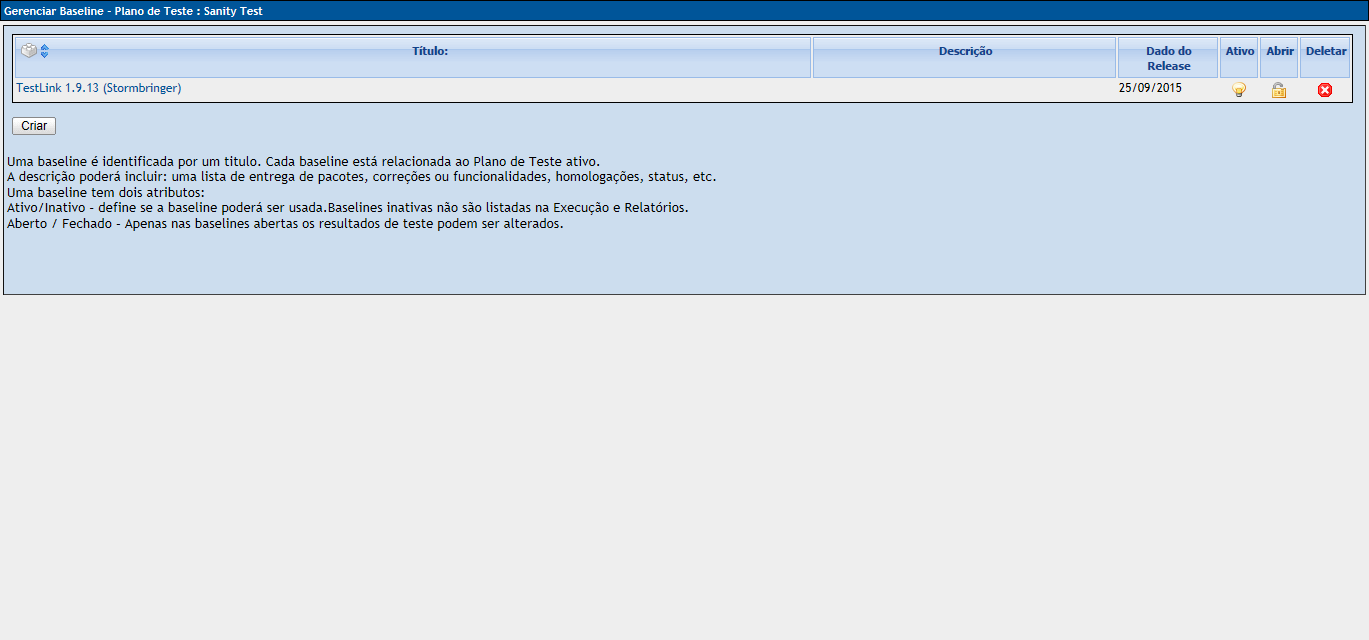 Gerenciar Baseline - Plano de Teste : Sanity Test
Título:
Descrição
Dado do
Release
Ativo
Abrir
Deletar
TestLink 1.9.13 (Stormbringer)
25/09/2015
Criar
Uma baseline é identificada por um titulo. Cada baseline está relacionada ao Plano de Teste ativo.
A descrição poderá incluir: uma lista de entrega de pacotes, correções ou funcionalidades, homologações, status, etc.
Uma baseline tem dois atributos:
Ativo/Inativo - define se a baseline poderá ser usada.Baselines inativas não são listadas na Execução e Relatórios.
Aberto / Fechado - Apenas nas baselines abertas os resultados de teste podem ser alterados.